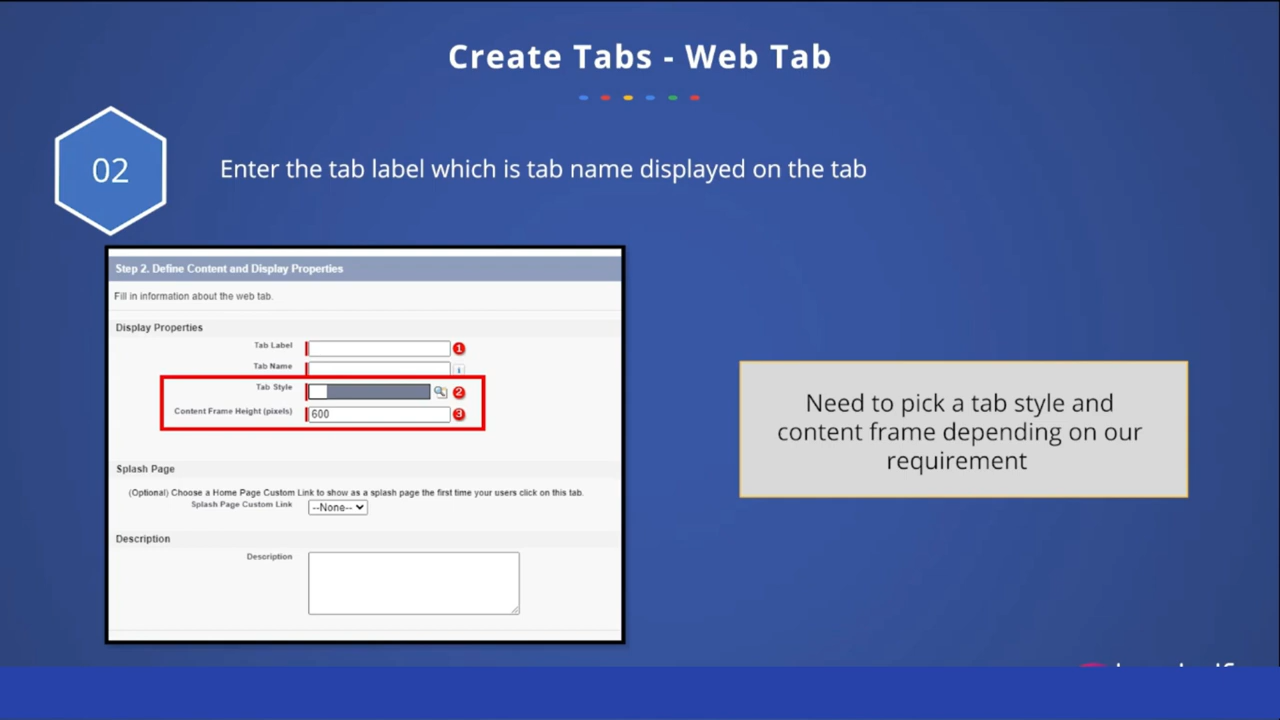 Create Tabs - Web Tab
02
Enter the tab label which is tab name displayed on the tab
Step 2. Define Content and Display Properties
Fill in information about the web tab.
Display Properties
Tab Label
1
Tab Name
i
Tab Style
2
Content Frame Height (pixels)
600
3
Splash Page
(Optional) Choose a Home Page Custom Link to show as a splash page the first time your users click on this tab.
Splash Page Custom Link
--None--
Description
Description
Need to pick a tab style and
content frame depending on our
requirement